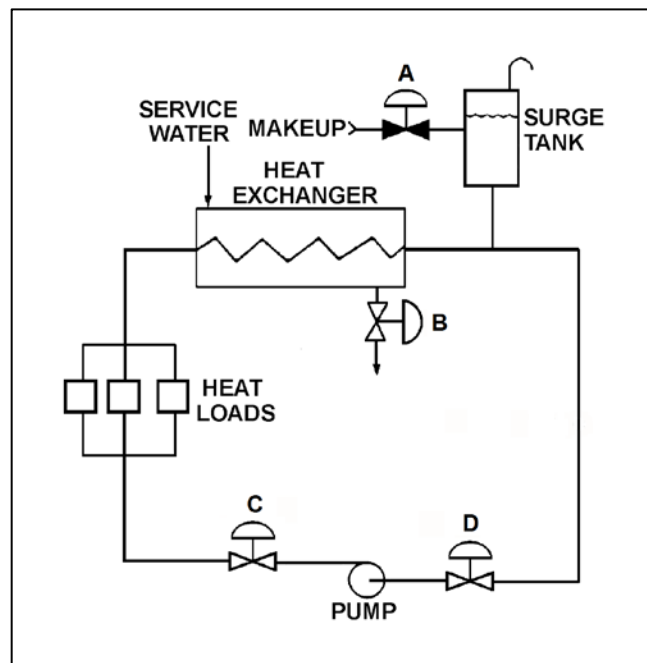 A
SERVICE
WATER
MAKEUP
SURGE
TANK
HEAT
EXCHANGER
B
HEAT
LOADS
C
D
PUMP